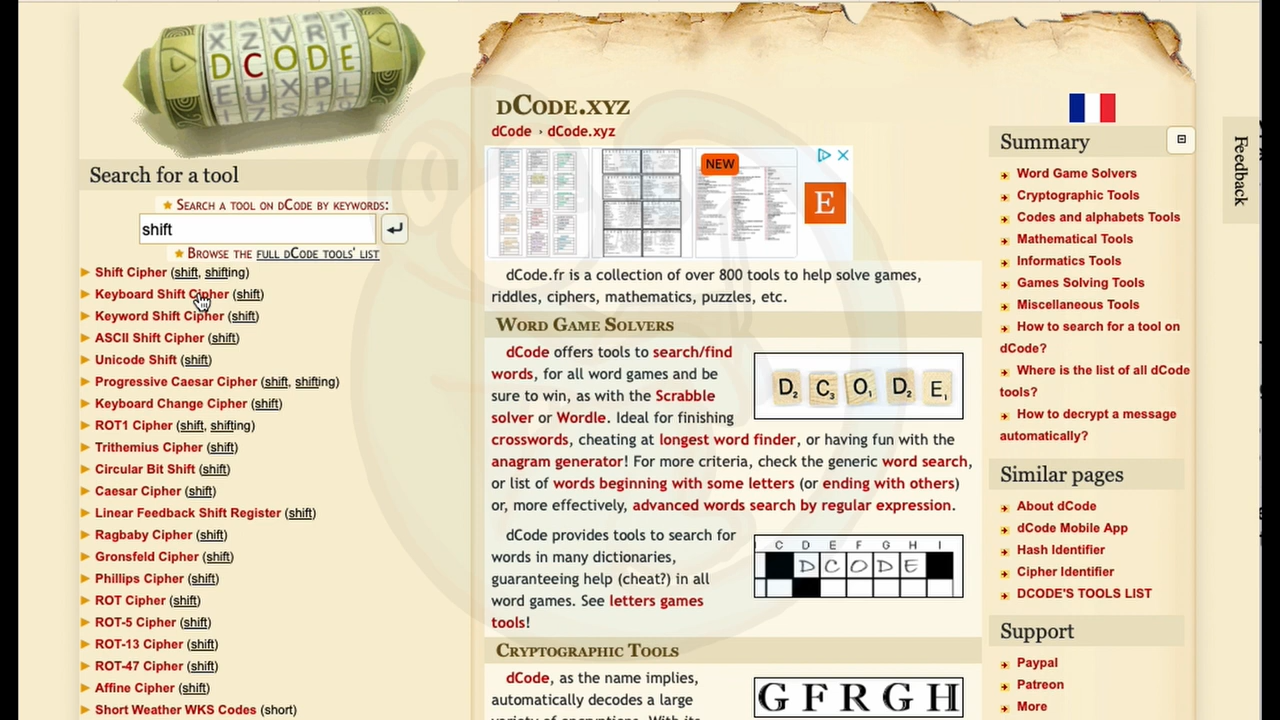 DCODE
Search for a tool
★ Search a tool on dCode by keywords:
shift
★ Browse the full dCode tools' list
Shift Cipher (shift, shifting)
Keyboard Shift Cipher (shift)
Keyword Shift Cipher (shift)
ASCII Shift Cipher (shift)
Unicode Shift (shift)
Progressive Caesar Cipher (shift, shifting)
Keyboard Change Cipher (shift)
ROT1 Cipher (shift, shifting)
Trithemius Cipher (shift)
Circular Bit Shift (shift)
Caesar Cipher (shift)
Linear Feedback Shift Register (shift)
Ragbaby Cipher (shift)
Gronsfeld Cipher (shift)
Phillips Cipher (shift)
ROT Cipher (shift)
ROT-5 Cipher (shift)
ROT-13 Cipher (shift)
ROT-47 Cipher (shift)
Affine Cipher (shift)
Short Weather WKS Codes (short)
dCode.xyz
dCode › dCode.xyz
NEW
E
dCode.fr is a collection of over 800 tools to help solve games,
riddles, ciphers, mathematics, puzzles, etc.
Word Game Solvers
dCode offers tools to search/find
words, for all word games and be
sure to win, as with the Scrabble
solver or Wordle. Ideal for finishing
crosswords, cheating at longest word finder, or having fun with the
anagram generator! For more criteria, check the generic word search,
or list of words beginning with some letters (or ending with others)
or, more effectively, advanced words search by regular expression.
D2 C3 O1 D2 E1
dCode provides tools to search for
words in many dictionaries,
guaranteeing help (cheat?) in all
word games. See letters games
tools!
C D E F G H I
D C O D E
Cryptographic Tools
dCode, as the name implies,
automatically decodes a large
variety of encryptions. With its
GFRGH
Summary
Word Game Solvers
Cryptographic Tools
Codes and alphabets Tools
Mathematical Tools
Informatics Tools
Games Solving Tools
Miscellaneous Tools
How to search for a tool on
dCode?
Where is the list of all dCode
tools?
How to decrypt a message
automatically?
Similar pages
About dCode
dCode Mobile App
Hash Identifier
Cipher Identifier
DCODE'S TOOLS LIST
Support
Paypal
Patreon
More
Feedback